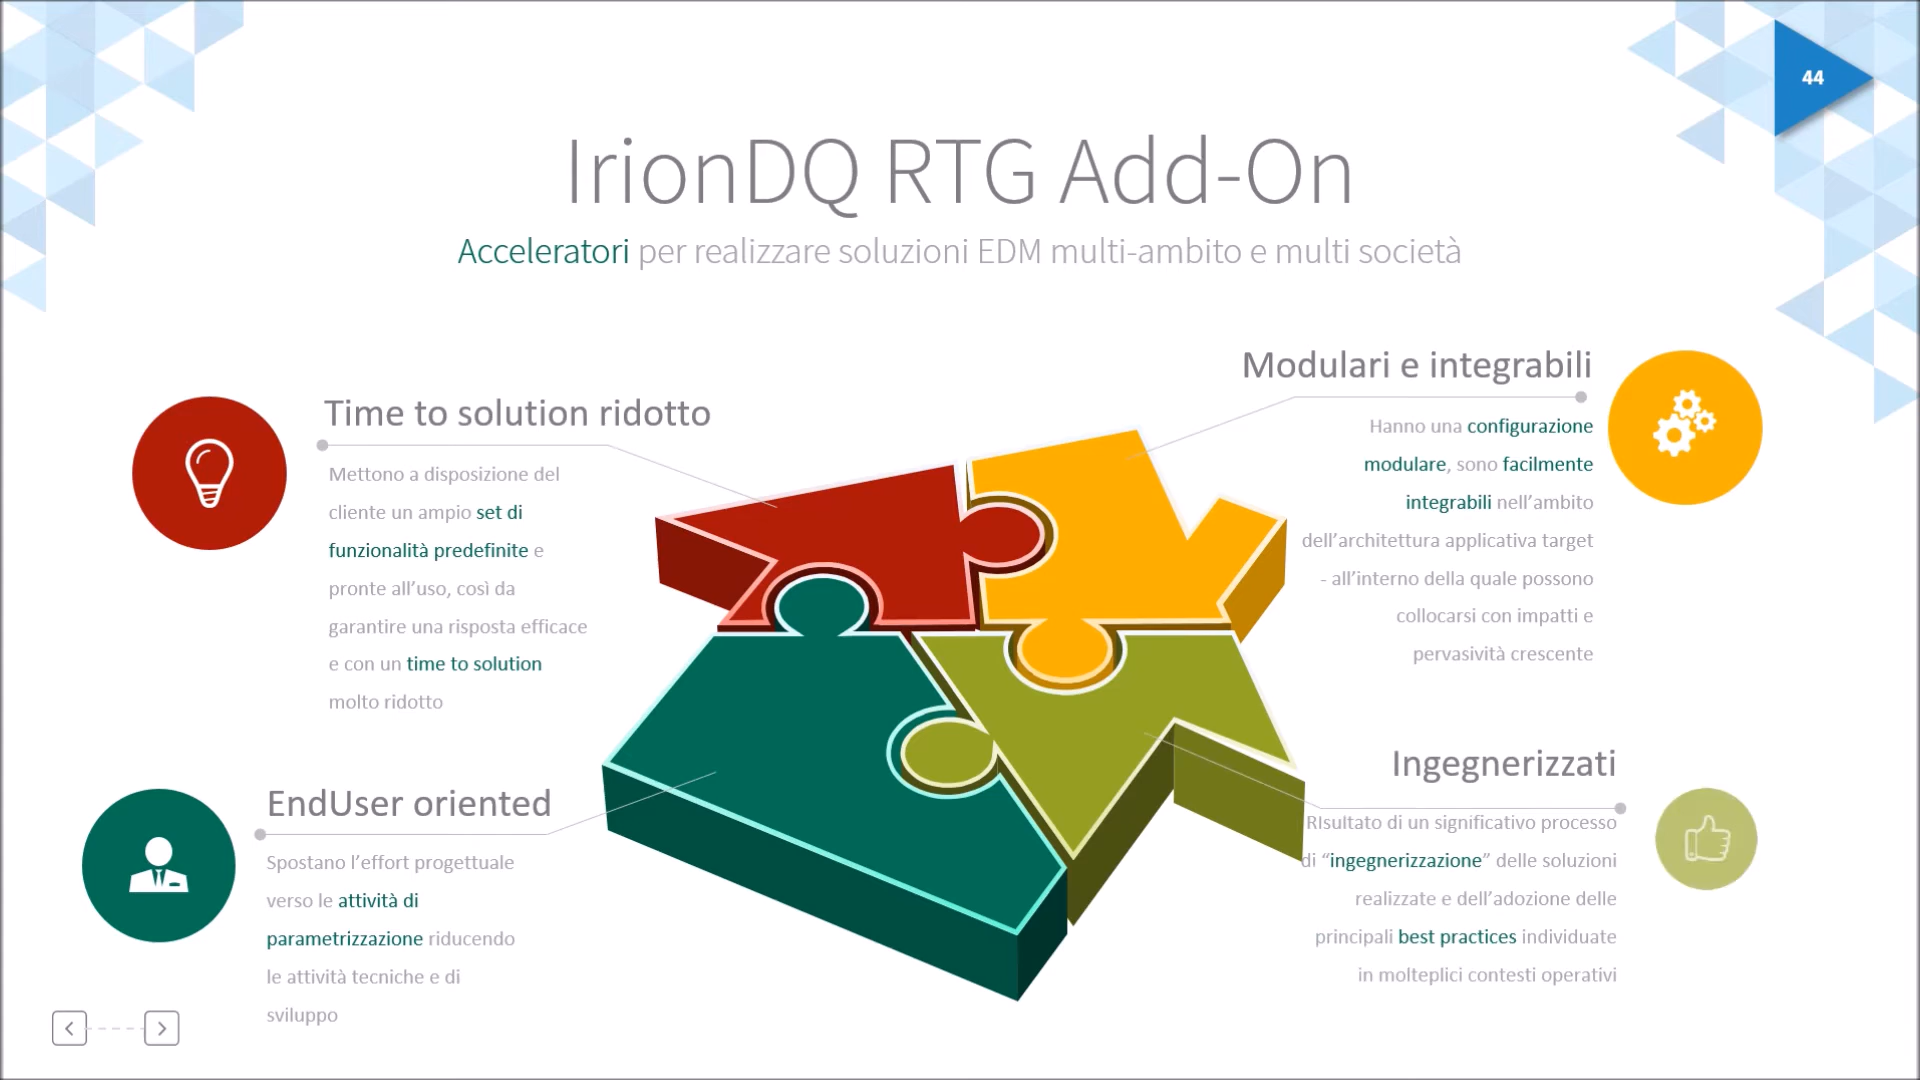 44
IrionDQ RTG Add-On
Acceleratori per realizzare soluzioni EDM multi-ambito e multi società
Time to solution ridotto
Mettono a disposizione del
cliente un ampio set di
funzionalità predefinite e
pronte all’uso, così da
garantire una risposta efficace
e con un time to solution
molto ridotto
Modulari e integrabili
Hanno una configurazione
modulare, sono facilmente
integrabili nell’ambito
dell’architettura applicativa target
- all’interno della quale possono
collocarsi con impatti e
pervasività crescente
EndUser oriented
Spostano l’effort progettuale
verso le attività di
parametrizzazione riducendo
le attività tecniche e di
sviluppo
Ingegnerizzati
RIsultato di un significativo processo
di “ingegnerizzazione” delle soluzioni
realizzate e dell’adozione delle
principali best practices individuate
in molteplici contesti operativi